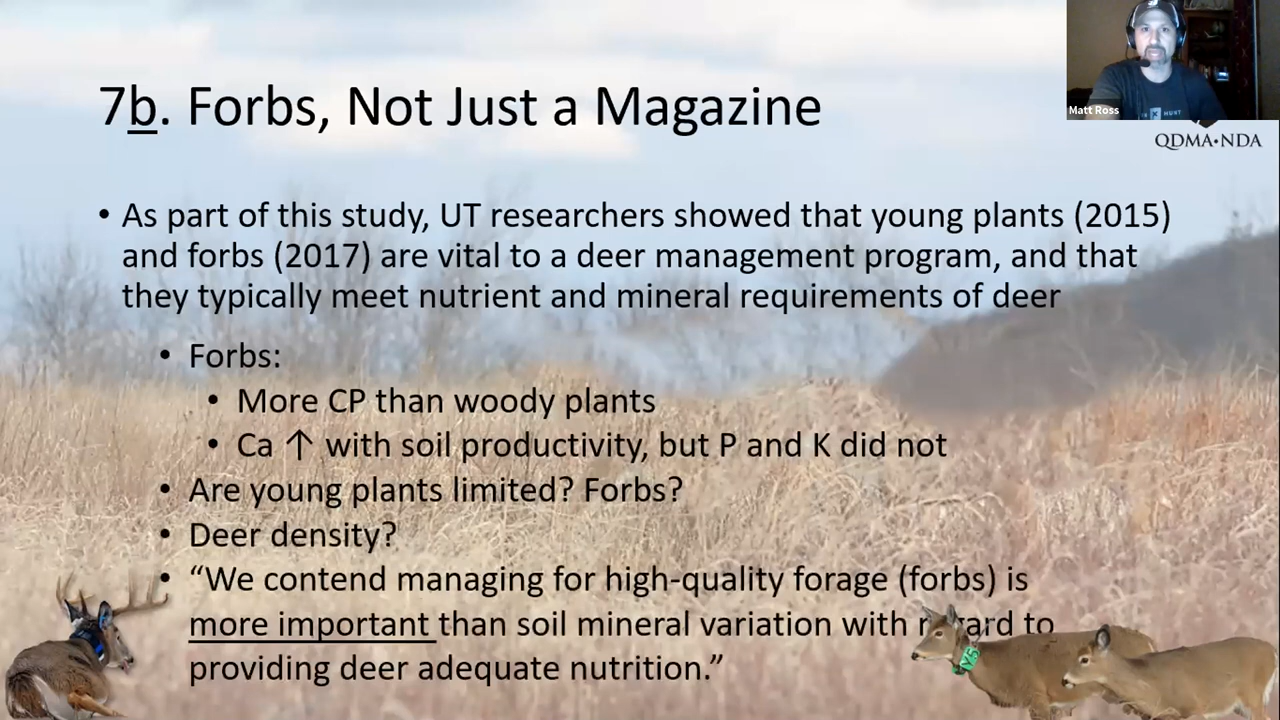 Matt Ross
QDMA•NDA
7b. Forbs, Not Just a Magazine
• As part of this study, UT researchers showed that young plants (2015)
and forbs (2017) are vital to a deer management program, and that
they typically meet nutrient and mineral requirements of deer
• Forbs:
• More CP than woody plants
• Ca ↑ with soil productivity, but P and K did not
• Are young plants limited? Forbs?
• Deer density?
• “We contend managing for high-quality forage (forbs) is
more important than soil mineral variation with regard to
providing deer adequate nutrition.”
V5